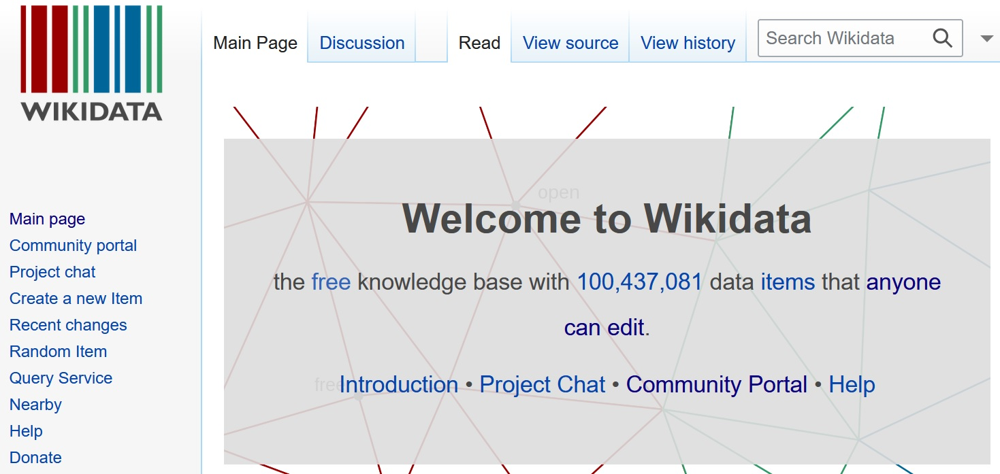 WIKIDATA
Main Page
Discussion
Read
View source
View history
Search Wikidata
Main page
Community portal
Project chat
Create a new Item
Recent changes
Random Item
Query Service
Nearby
Help
Donate
open
Welcome to Wikidata
the free knowledge base with 100,437,081 data items that anyone
can edit.
free
Introduction • Project Chat • Community Portal • Help